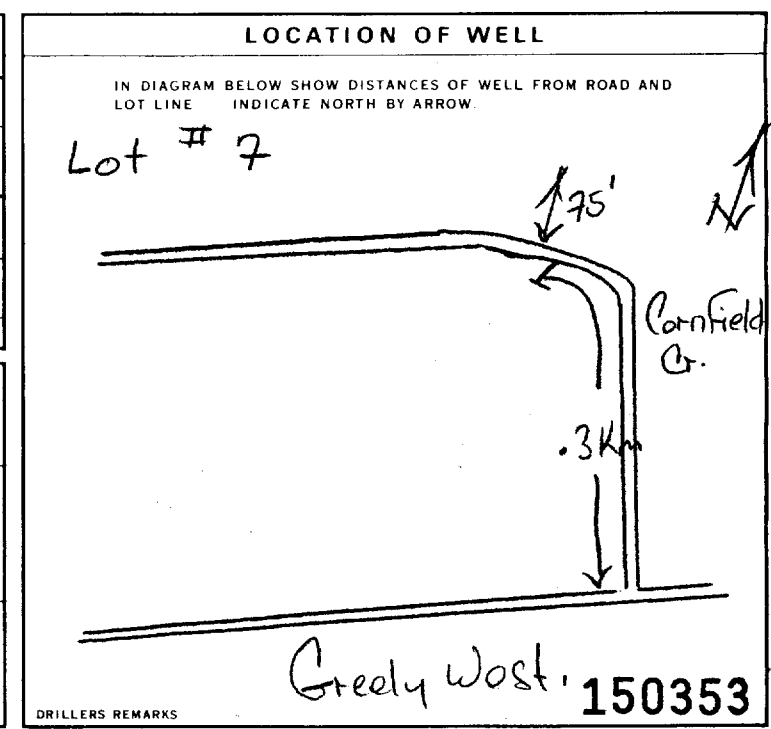 LOCATION OF WELL
IN DIAGRAM BELOW SHOW DISTANCES OF WELL FROM ROAD AND
LOT LINE INDICATE NORTH BY ARROW.
Lot # 7
75'
N
Cornfield
Cr.
.3Km
Greely West.
150353
DRILLERS REMARKS